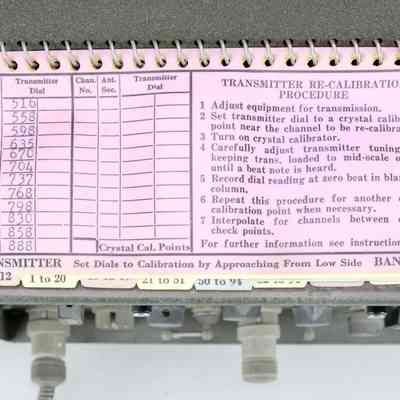 Transmitter Chan. Ant. Transmitter
Dial No. Sec. Dial
516
558
598
635
670
704
737
768
798
830
858
888
Crystal Cal. Points
TRANSMITTER RE-CALIBRATION
PROCEDURE
1 Adjust equipment for transmission.
2 Set transmitter dial to a crystal calibr
point near the channel to be re-calibra
3 Turn on crystal calibrator.
4 Carefully adjust transmitter tuning
keeping trans. loaded to mid-scale o
until a beat note is heard.
5 Record dial reading at zero beat in blan
column.
6 Repeat this procedure for another c
calibration point when necessary.
7 Interpolate for channels between c
check points.
For further information see instruction
NSMITTER Set Dials to Calibration by Approaching From Low Side BAN
12 1 to 20 21 to 51 50 to 94